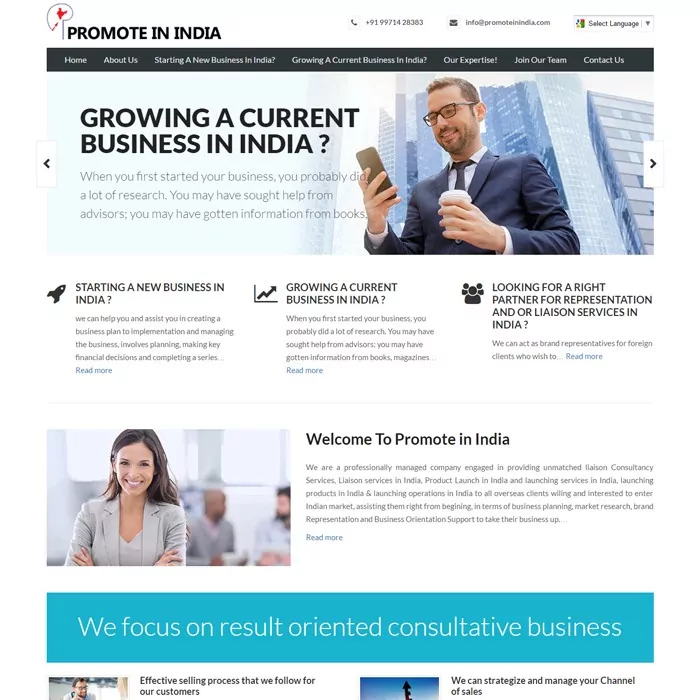 PROMOTE IN INDIA
+91 99714 28383
info@promoteinindia.com
Select Language
Home
About Us
Starting A New Business In India?
Growing A Current Business In India?
Our Expertise!
Join Our Team
Contact Us
GROWING A CURRENT
BUSINESS IN INDIA ?
When you first started your business, you probably did
a lot of research. You may have sought help from
advisors; you may have gotten information from books,
STARTING A NEW BUSINESS IN
INDIA ?
we can help you and assist you in creating a
business plan to implementation and managing
the business, involves planning, making key
financial decisions and completing a series...
Read more
GROWING A CURRENT
BUSINESS IN INDIA ?
When you first started your business, you
probably did a lot of research. You may have
sought help from advisors; you may have
gotten information from books, magazines...
Read more
LOOKING FOR A RIGHT
PARTNER FOR REPRESENTATION
AND OR LIAISON SERVICES IN
INDIA ?
We can act as brand representatives for foreign
clients who wish to... Read more
Welcome To Promote in India
We are a professionally managed company engaged in providing unmatched liaison Consultancy
Services, Liaison services in India, Product Launch in India and launching services in India, launching
products in India & launching operations in India to all overseas clients wiling and interested to enter
Indian market, assisting them right from begining, in terms of business planning, market research, brand
Representation and Business Orientation Support to take their business up...
Read more
We focus on result oriented consultative business
Effective selling process that we follow for
our customers
We can strategize and manage your Channel
of sales